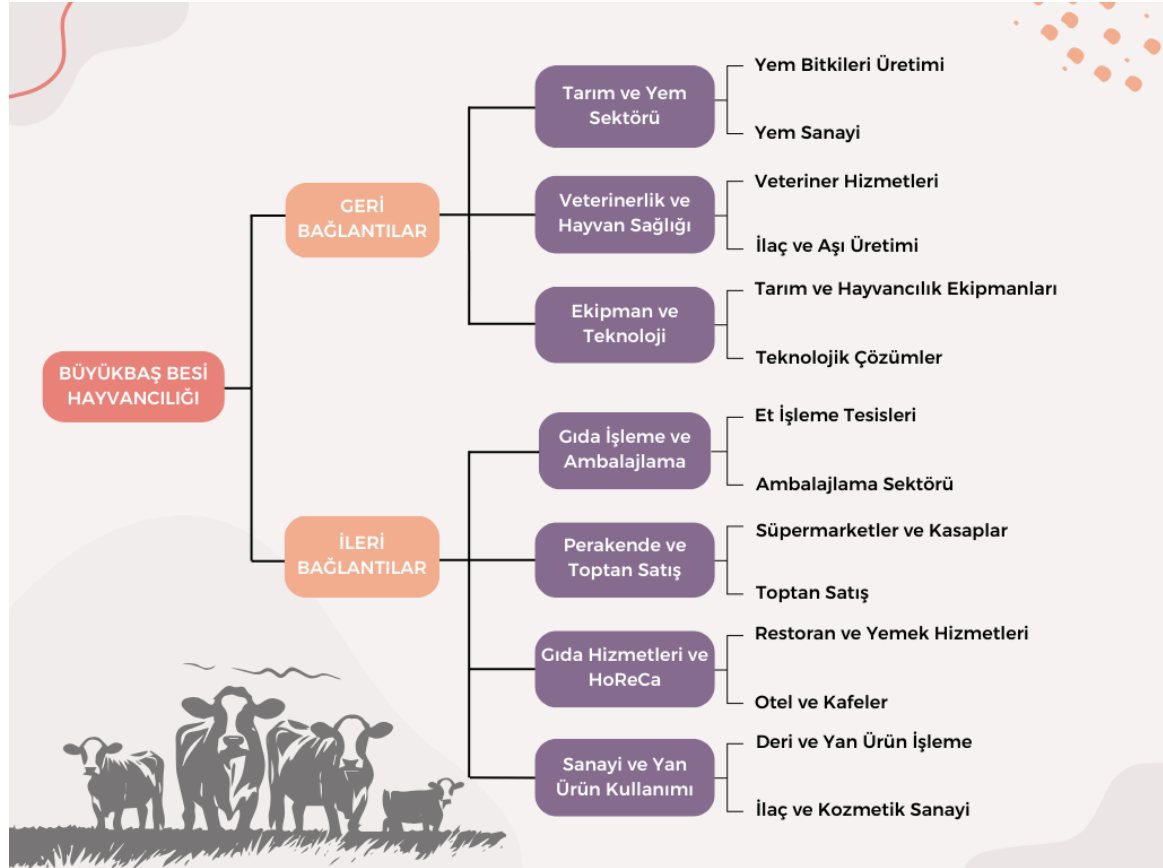 BÜYÜKBAŞ BESİ
HAYVANCILIĞI
GERİ
BAĞLANTILAR
Tarım ve Yem
Sektörü
Yem Bitkileri Üretimi
Yem Sanayi
Veterinerlik ve
Hayvan Sağlığı
Veteriner Hizmetleri
İlaç ve Aşı Üretimi
Ekipman ve
Teknoloji
Tarım ve Hayvancılık Ekipmanları
Teknolojik Çözümler
İLERİ
BAĞLANTILAR
Gıda İşleme ve
Ambalajlama
Et İşleme Tesisleri
Ambalajlama Sektörü
Perakende ve
Toptan Satış
Süpermarketler ve Kasaplar
Toptan Satış
Gıda Hizmetleri ve
HoReCa
Restoran ve Yemek Hizmetleri
Otel ve Kafeler
Sanayi ve Yan
Ürün Kullanımı
Deri ve Yan Ürün İşleme
İlaç ve Kozmetik Sanayi